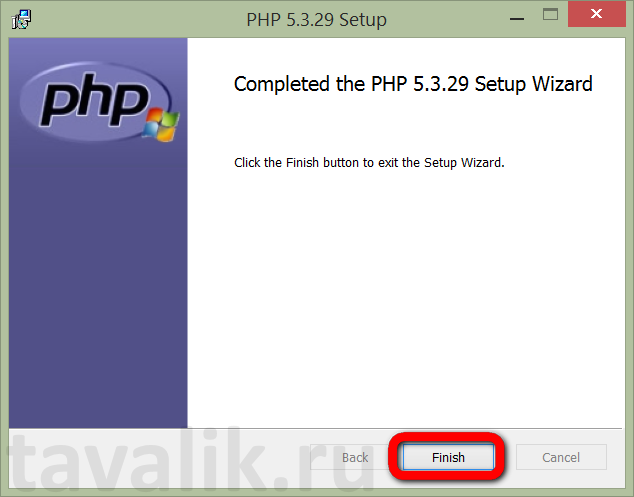 PHP 5.3.29 Setup
php
Completed the PHP 5.3.29 Setup Wizard
Click the Finish button to exit the Setup Wizard.
tavalik.ru
Back
Finish
Cancel